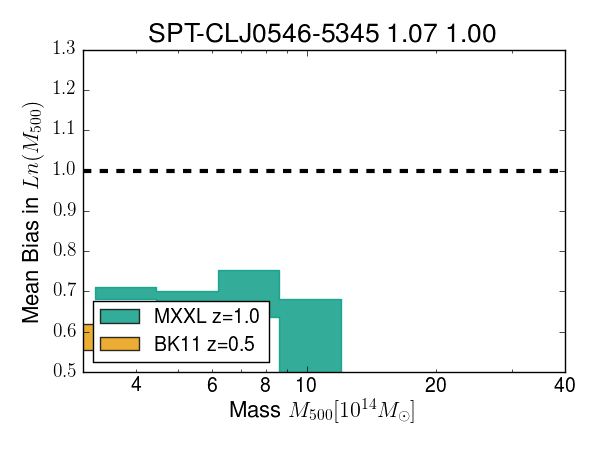 SPT-CLJ0546-5345 1.07 1.00
1.3
1.2
1.1
1.0
0.9
0.8
0.7
0.6
0.5
Mean Bias in Ln(M500)
MXXL z=1.0
BK11 z=0.5
4 6 8 10 20 40
Mass M500[10^14 M⊙]